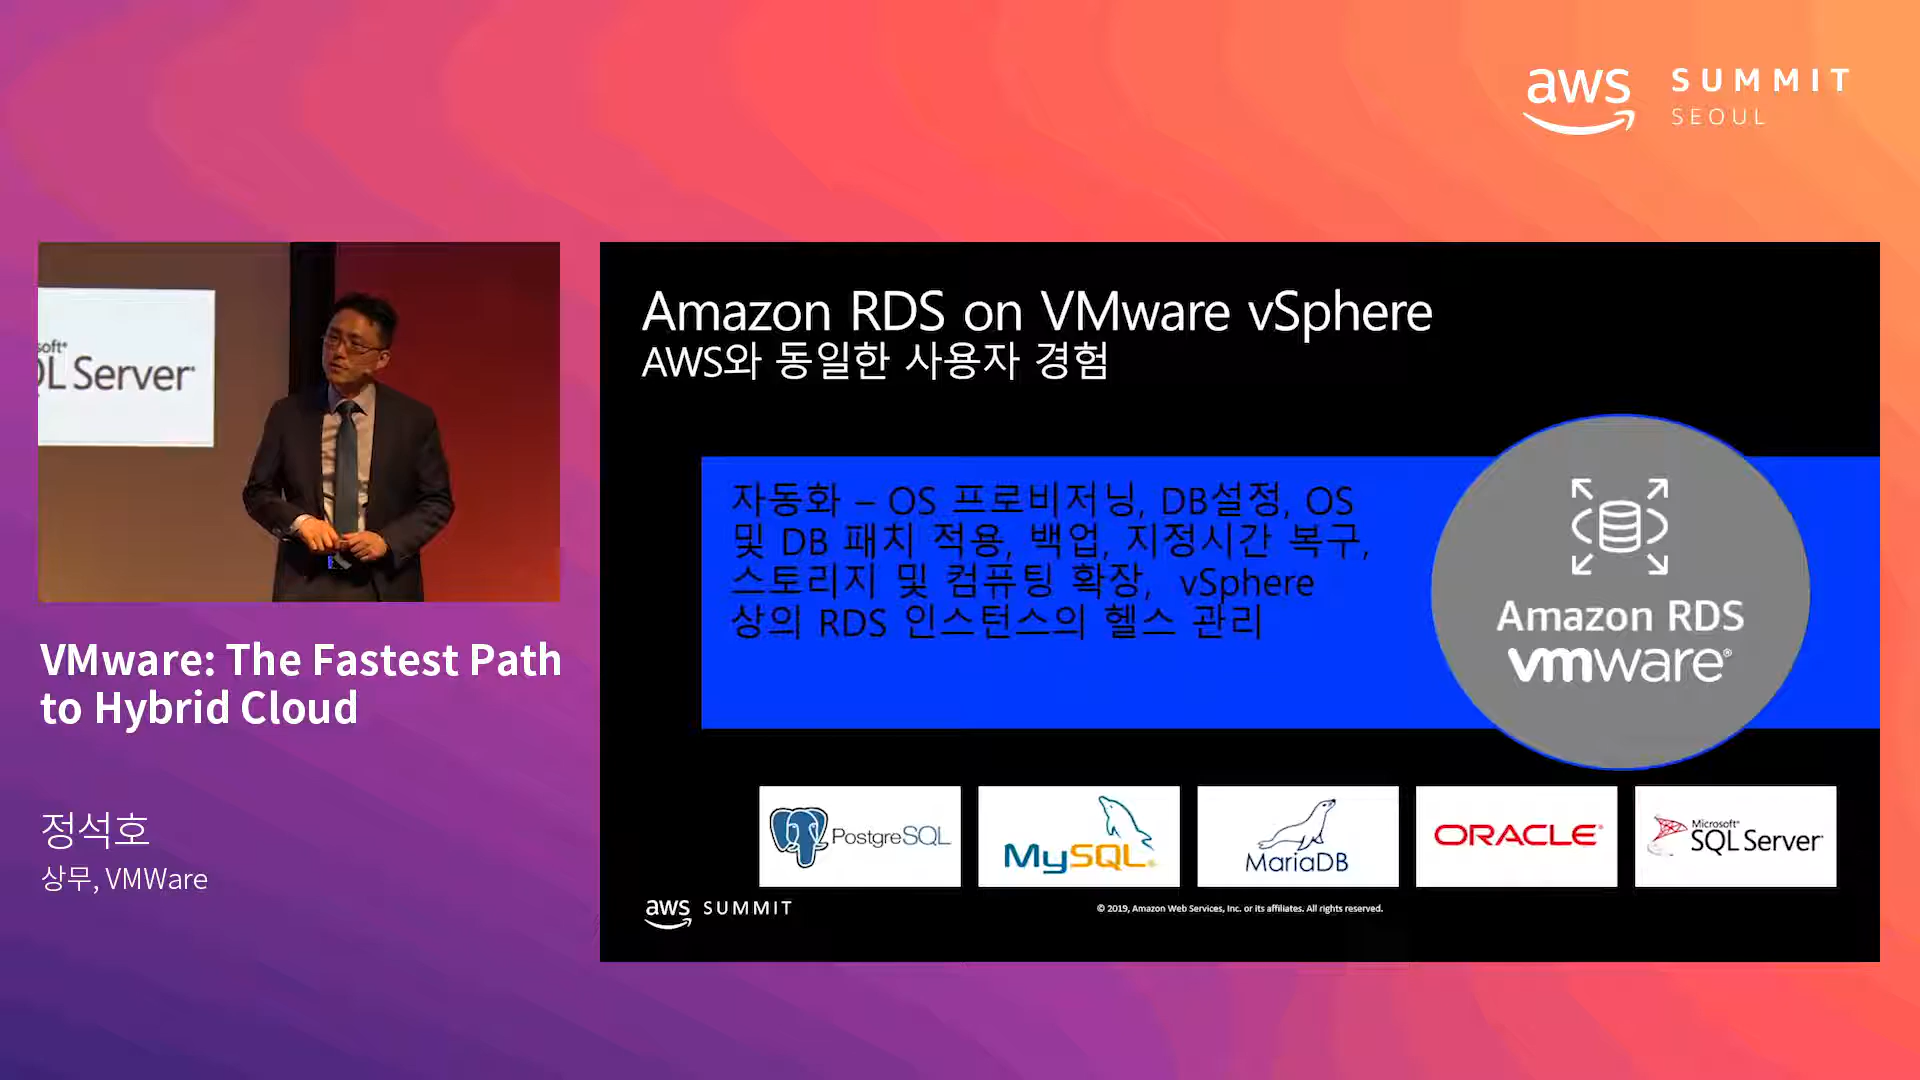 aws SUMMIT
SEOUL
soft®
QL Server®
VMware: The Fastest Path
to Hybrid Cloud
정석호
상무, VMWare
Amazon RDS on VMware vSphere
AWS와 동일한 사용자 경험
자동화 – OS 프로비저닝, DB설정, OS
및 DB 패치 적용, 백업, 지정시간 복구,
스토리지 및 컴퓨팅 확장, vSphere
상의 RDS 인스턴스의 헬스 관리
Amazon RDS
vmware®
PostgreSQL
MySQL®
MariaDB
ORACLE®
Microsoft®
SQL Server®
aws SUMMIT
© 2019, Amazon Web Services, Inc. or its affiliates. All rights reserved.